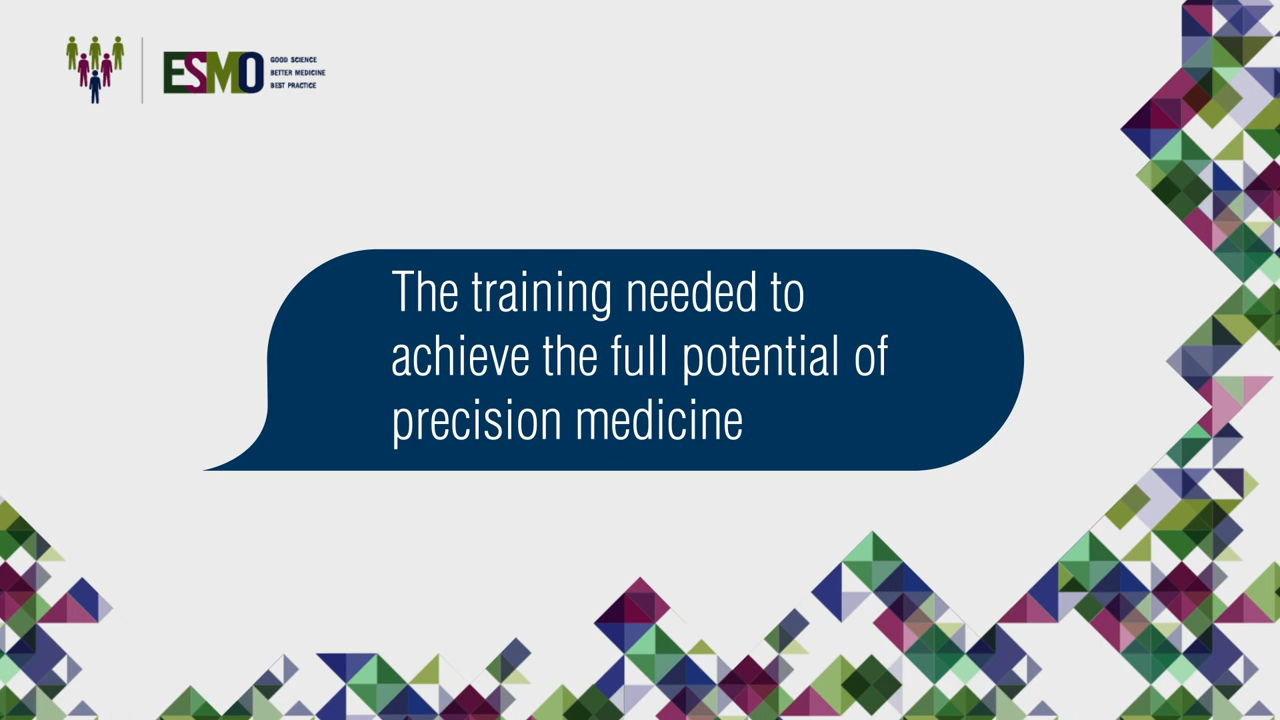 ESMO
GOOD SCIENCE
BETTER MEDICINE
BEST PRACTICE
The training needed to
achieve the full potential of
precision medicine